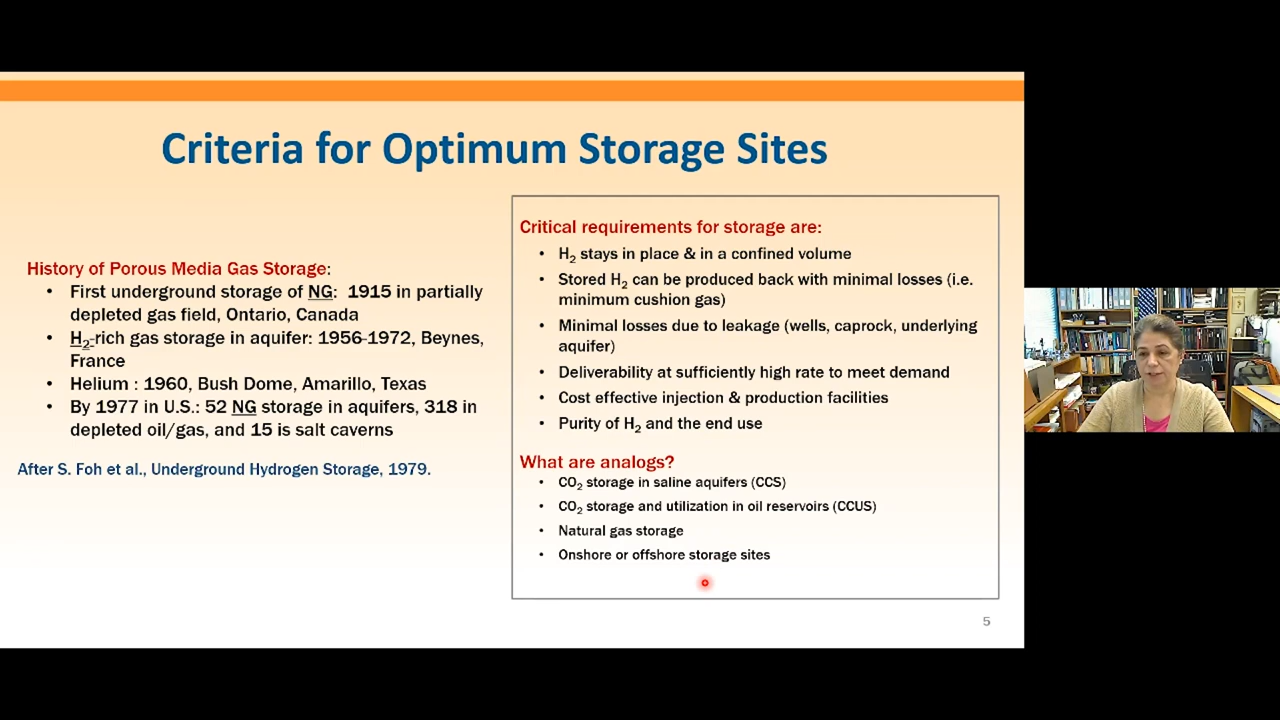 Criteria for Optimum Storage Sites
History of Porous Media Gas Storage:
• First underground storage of NG: 1915 in partially
depleted gas field, Ontario, Canada
• H₂-rich gas storage in aquifer: 1956-1972, Beynes,
France
• Helium : 1960, Bush Dome, Amarillo, Texas
• By 1977 in U.S.: 52 NG storage in aquifers, 318 in
depleted oil/gas, and 15 is salt caverns
After S. Foh et al., Underground Hydrogen Storage, 1979.
Critical requirements for storage are:
• H₂ stays in place & in a confined volume
• Stored H₂ can be produced back with minimal losses (i.e.
minimum cushion gas)
• Minimal losses due to leakage (wells, caprock, underlying
aquifer)
• Deliverability at sufficiently high rate to meet demand
• Cost effective injection & production facilities
• Purity of H₂ and the end use
What are analogs?
• CO₂ storage in saline aquifers (CCS)
• CO₂ storage and utilization in oil reservoirs (CCUS)
• Natural gas storage
• Onshore or offshore storage sites
5